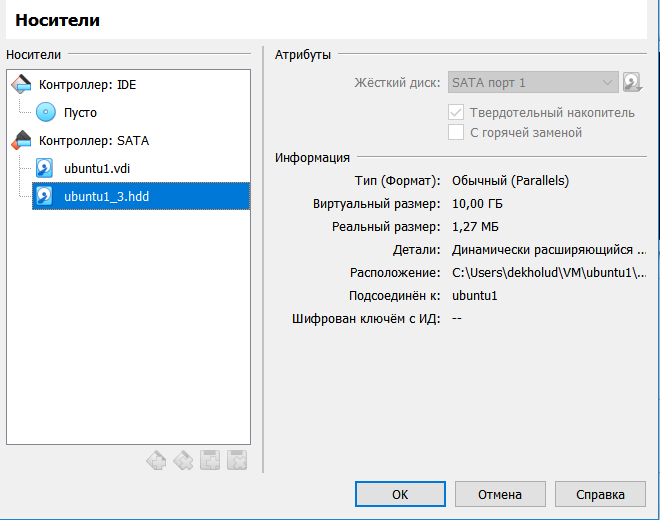 Носители
Носители
Контроллер: IDE
Пусто
Контроллер: SATA
ubuntu1.vdi
ubuntu1_3.hdd
Атрибуты
Жёсткий диск: SATA порт 1
Твердотельный накопитель
С горячей заменой
Информация
Тип (Формат): Обычный (Parallels)
Виртуальный размер: 10,00 ГБ
Реальный размер: 1,27 МБ
Детали: Динамически расширяющийся ...
Расположение: C:\Users\dekholud\VM\ubuntu1\...
Подсоединён к: ubuntu1
Шифрован ключём с ИД: --
OK Отмена Справка